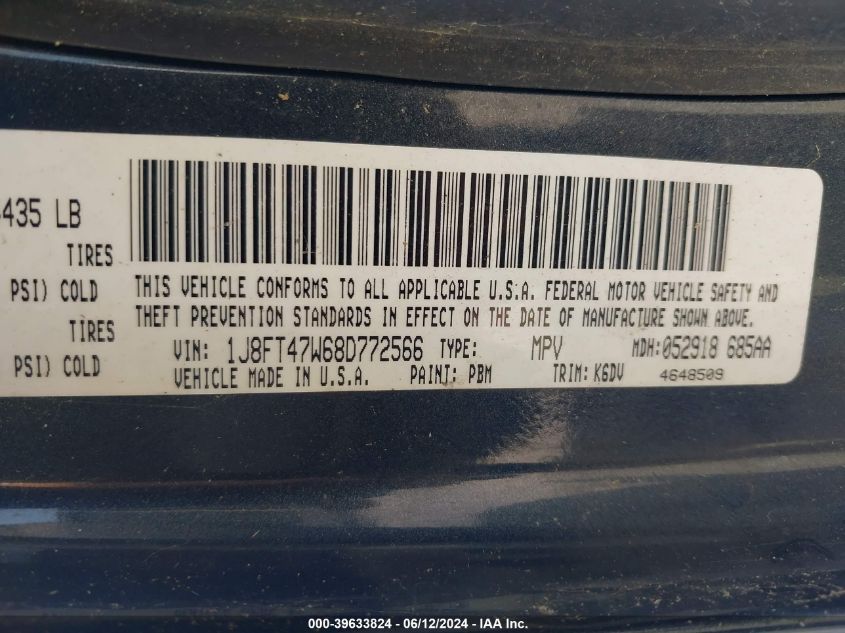 435 LB
TIRES
PSI) COLD
TIRES
PSI) COLD
THIS VEHICLE CONFORMS TO ALL APPLICABLE U.S.A. FEDERAL MOTOR VEHICLE SAFETY AND
THEFT PREVENTION STANDARDS IN EFFECT ON THE DATE OF MANUFACTURE SHOWN ABOVE.
VIN: 1J8FT47W68D772566 TYPE: MPV MDH:052918 685AA
VEHICLE MADE IN U.S.A. PAINT: PBM TRIM: K6DV 4648509
000-39633824 - 06/12/2024 - IAA Inc.